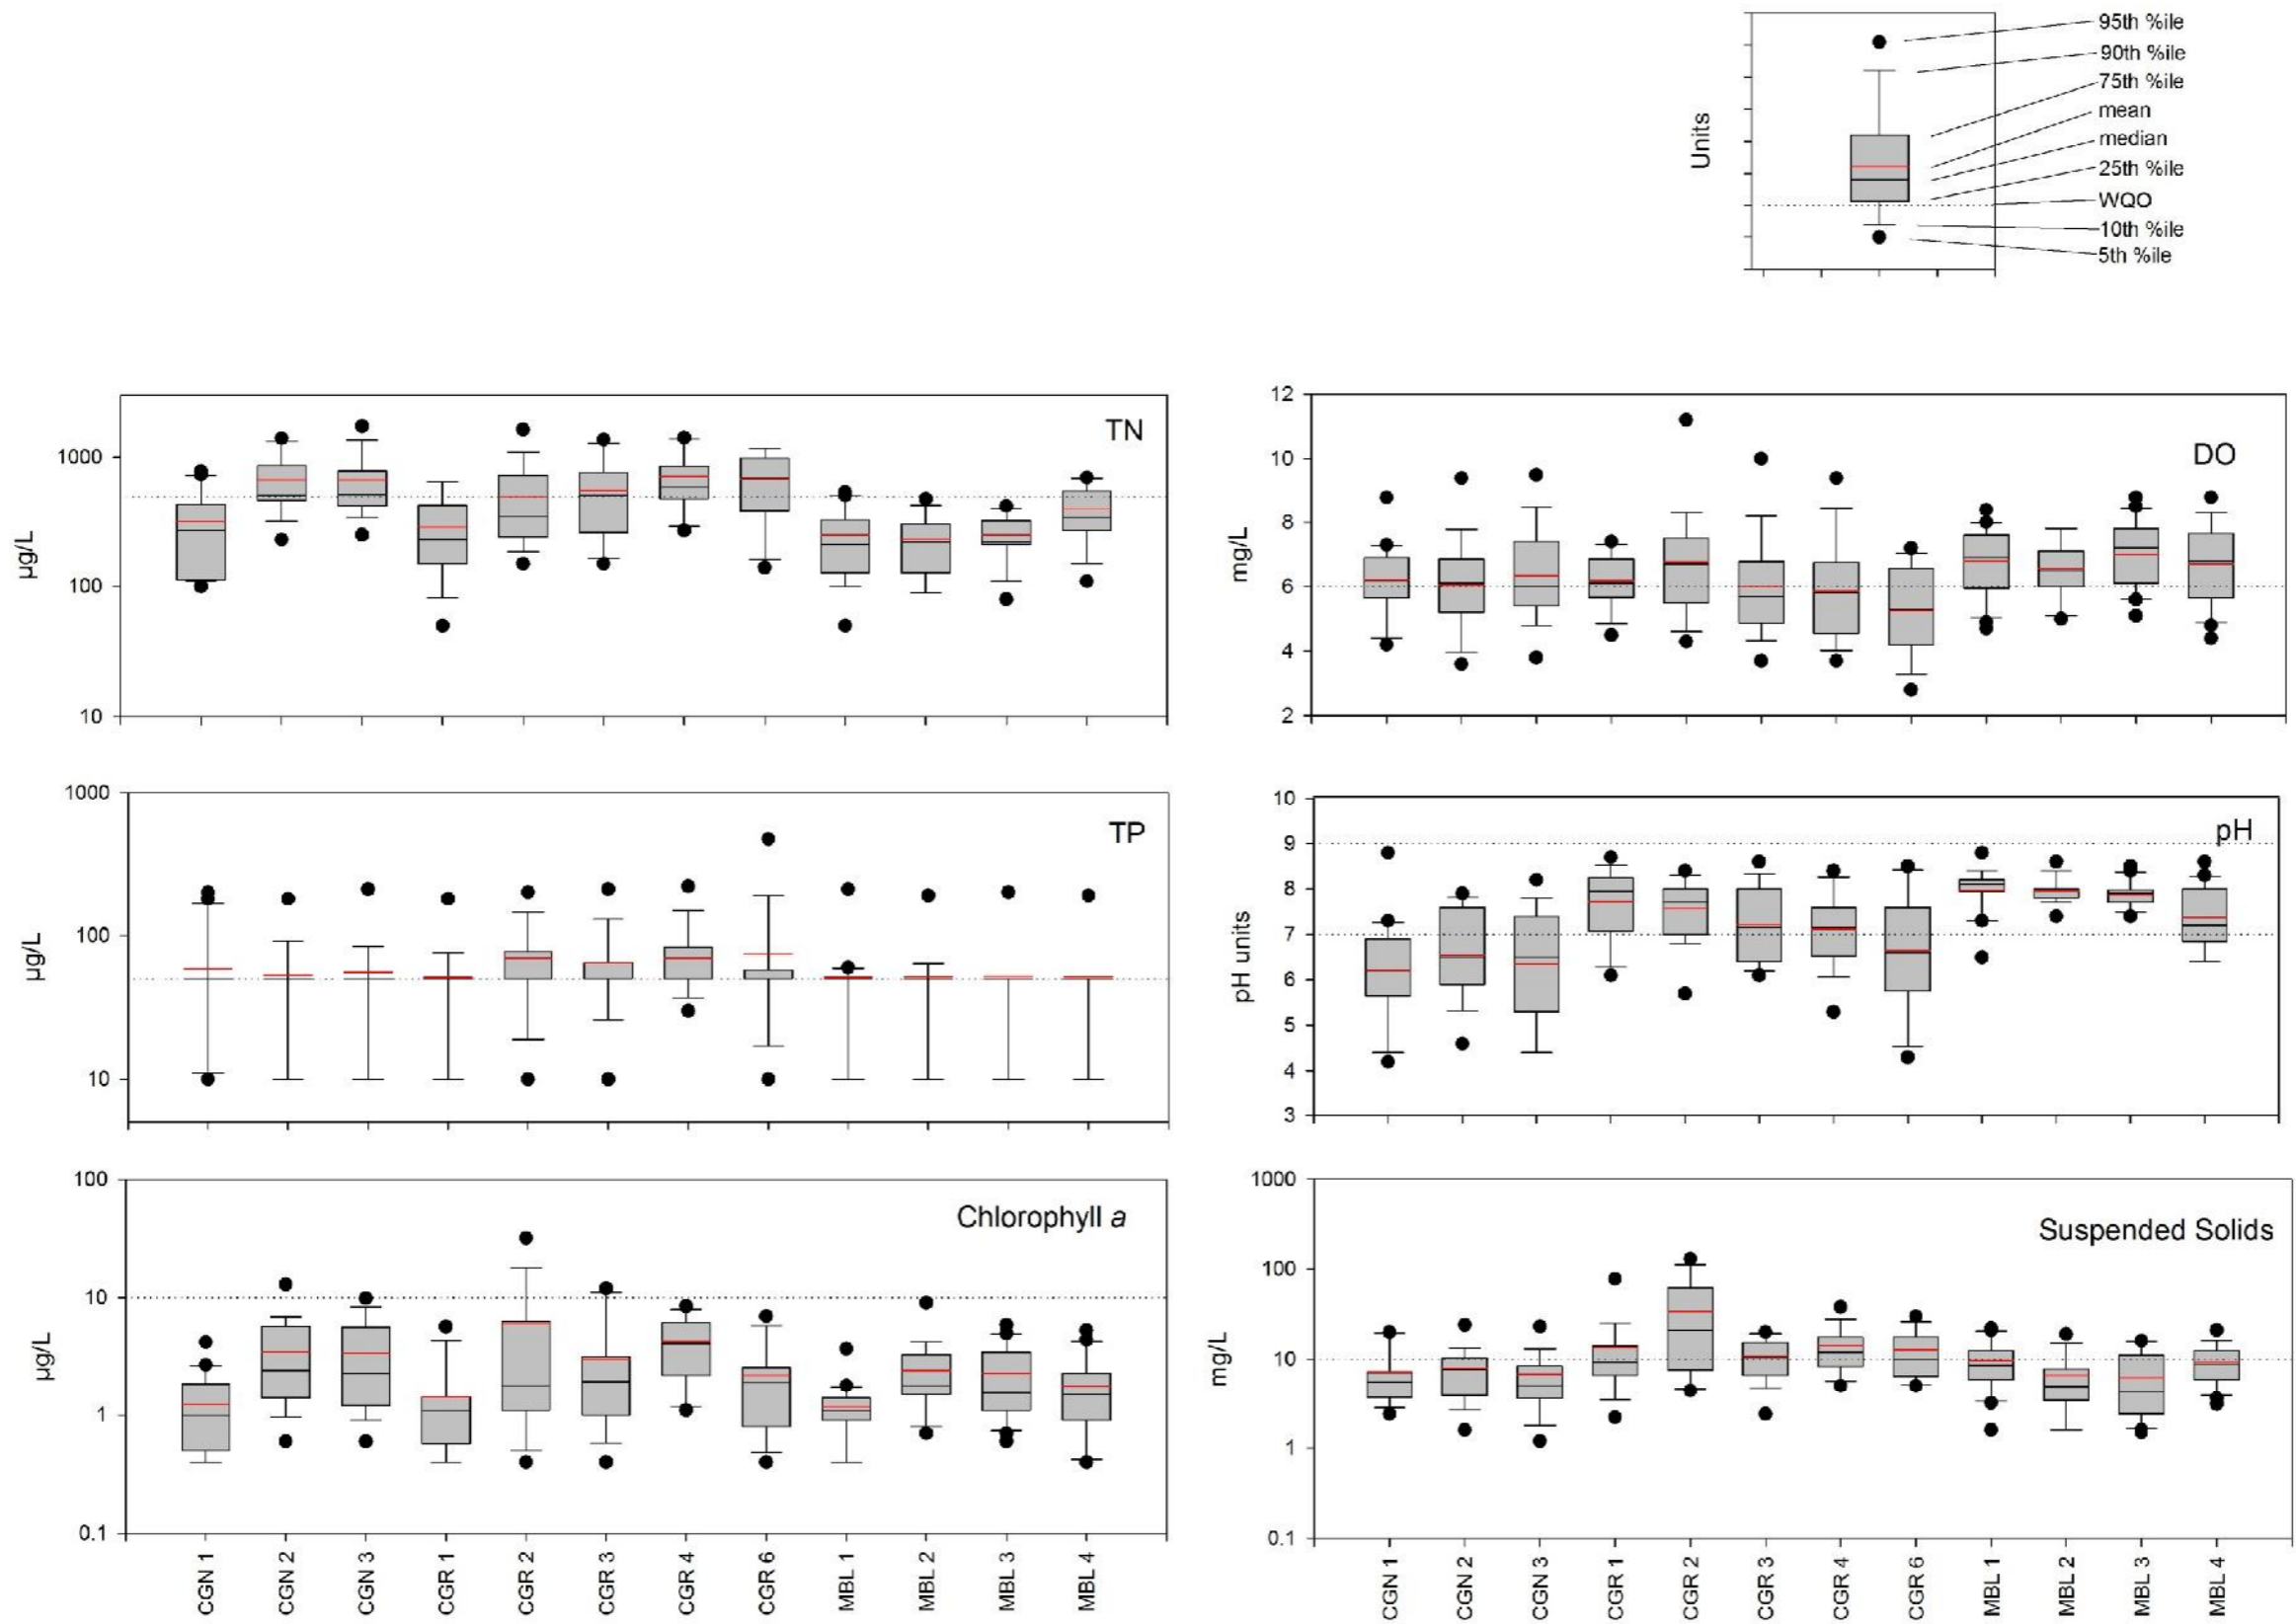 95th %ile
90th %ile
75th %ile
mean
median
25th %ile
WQO
10th %ile
5th %ile
Units
TN
1000
100
10
µg/L
DO
12
10
8
6
4
2
mg/L
TP
1000
100
10
µg/L
pH
10
9
8
7
6
5
4
3
pH units
Chlorophyll a
100
10
1
0.1
µg/L
CGN 1
CGN 2
CGN 3
CGR 1
CGR 2
CGR 3
CGR 4
CGR 6
MBL 1
MBL 2
MBL 3
MBL 4
Suspended Solids
1000
100
10
1
0.1
mg/L
CGN 1
CGN 2
CGN 3
CGR 1
CGR 2
CGR 3
CGR 4
CGR 6
MBL 1
MBL 2
MBL 3
MBL 4